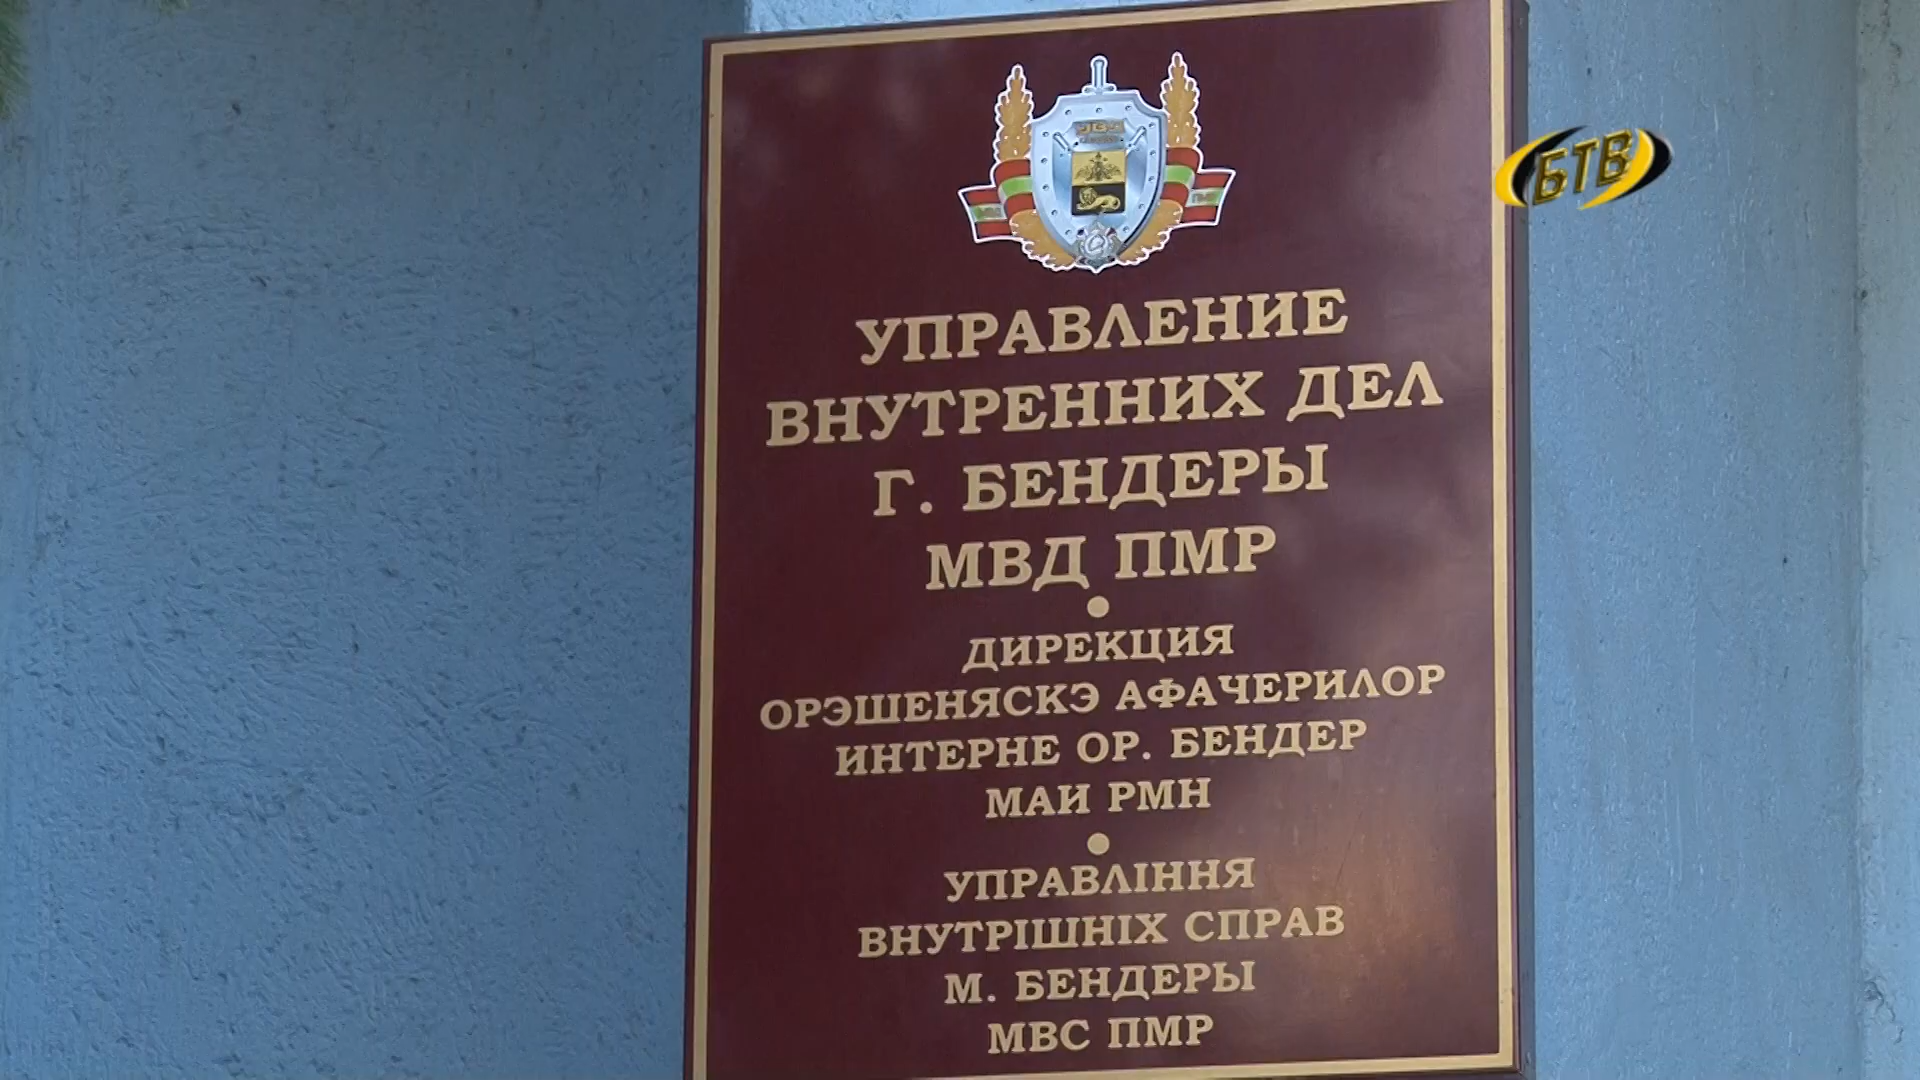 БТВ
УВД
УПРАВЛЕНИЕ
ВНУТРЕННИХ ДЕЛ
Г. БЕНДЕРЫ
МВД ПМР
ДИРЕКЦИЯ
ОРЭШЕНЯСКЭ АФАЧЕРИЛОР
ИНТЕРНЕ ОР. БЕНДЕР
МАИ РМН
УПРАВЛІННЯ
ВНУТРІШНІХ СПРАВ
М. БЕНДЕРЫ
МВС ПМР